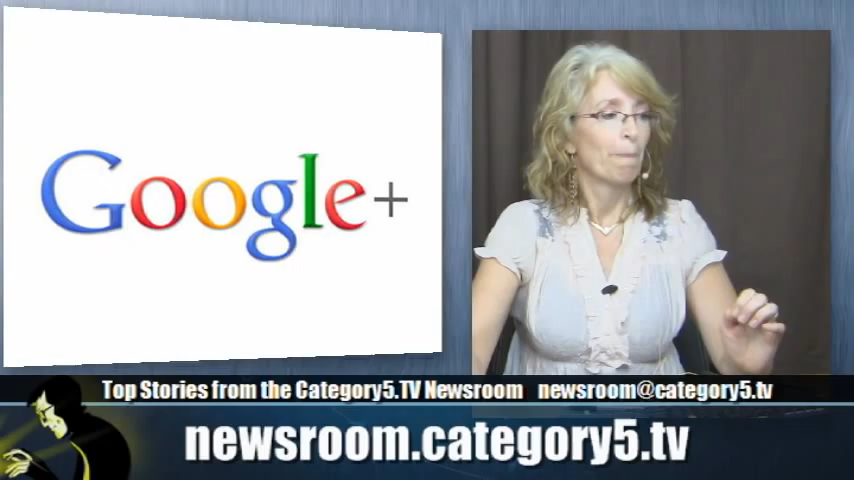 Google+
Top Stories from the Category5.TV Newsroom newsroom@category5.tv
newsroom.category5.tv